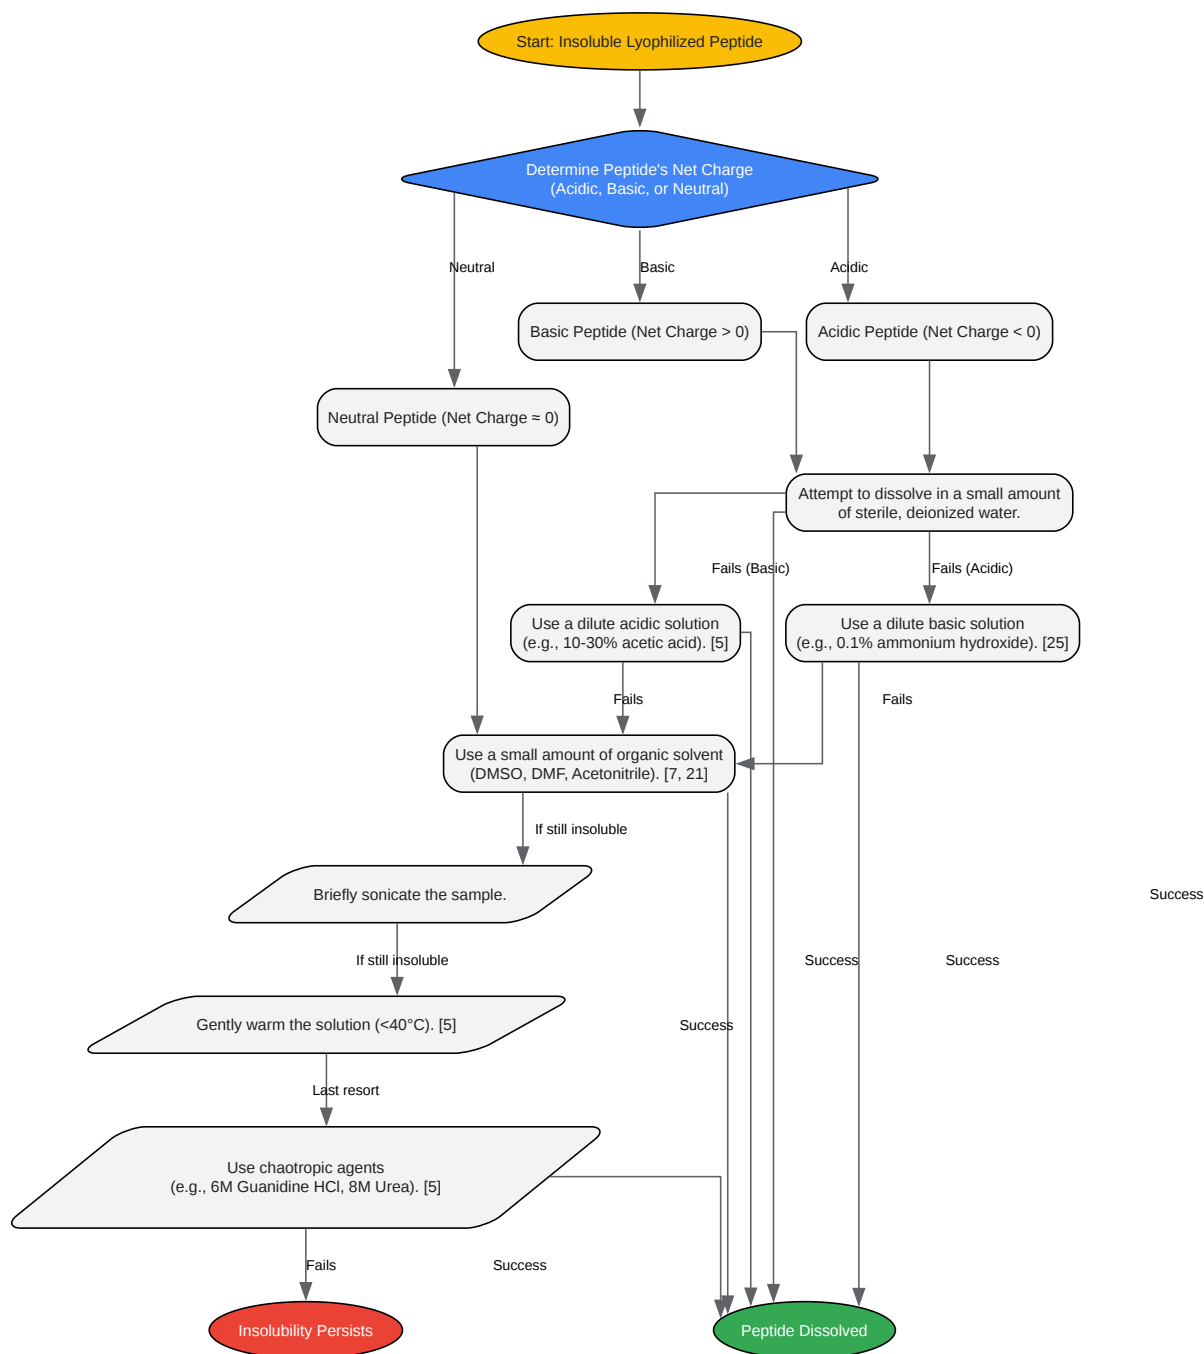 Start: Insoluble Lyophilized Peptide
Determine Peptide's Net Charge
(Acidic, Basic, or Neutral)
Neutral
Basic
Acidic
Basic Peptide (Net Charge > 0)
Acidic Peptide (Net Charge < 0)
Neutral Peptide (Net Charge ≈ 0)
Attempt to dissolve in a small amount
of sterile, deionized water.
Fails (Basic)
Fails (Acidic)
Use a dilute acidic solution
(e.g., 10-30% acetic acid). [5]
Use a dilute basic solution
(e.g., 0.1% ammonium hydroxide). [25]
Fails
Fails
Use a small amount of organic solvent
(DMSO, DMF, Acetonitrile). [7, 21]
If still insoluble
Briefly sonicate the sample.
Success
If still insoluble
Success
Success
Gently warm the solution (<40°C). [5]
Success
Last resort
Use chaotropic agents
(e.g., 6M Guanidine HCl, 8M Urea). [5]
Fails
Success
Insolubility Persists
Peptide Dissolved